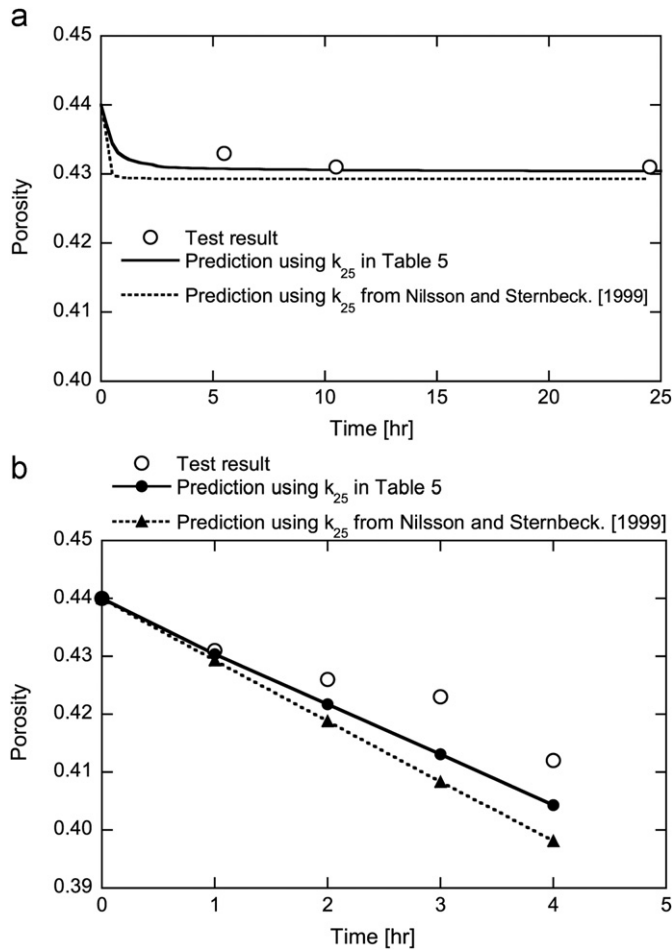 a
0.45
0.44
0.43
0.42
0.41
0.40
Porosity
Test result
Prediction using k25 in Table 5
Prediction using k25 from Nilsson and Sternbeck. [1999]
0 5 10 15 20 25
Time [hr]
b
Test result
Prediction using k25 in Table 5
Prediction using k25 from Nilsson and Sternbeck. [1999]
0.45
0.44
0.43
0.42
0.41
0.40
0.39
Porosity
0 1 2 3 4 5
Time [hr]